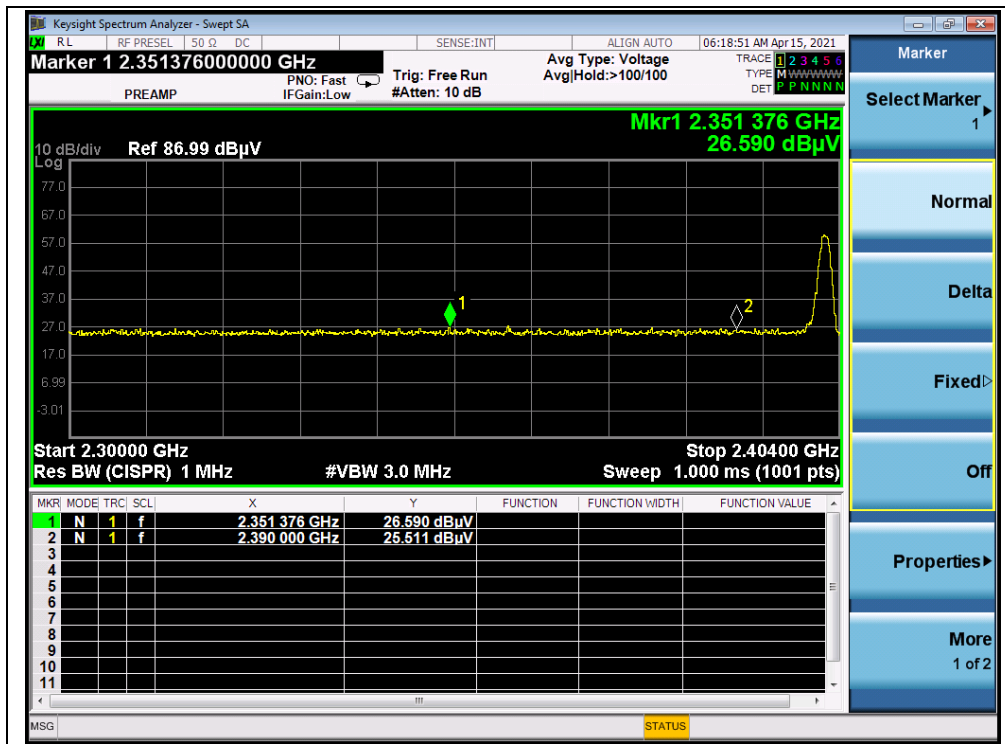 Keysight Spectrum Analyzer - Swept SA
LXI RL RF PRESEL 50 Ω DC SENSE:INT ALIGN AUTO 06:18:51 AM Apr 15, 2021
Marker 1 2.351376000000 GHz
PREAMP
PNO: Fast
IFGain:Low
Trig: Free Run
#Atten: 10 dB
Avg Type: Voltage
Avg|Hold:>100/100
TRACE 1 2 3 4 5 6
TYPE M WWWWW
DET P P N N N N
Mkr1 2.351 376 GHz
26.590 dBµV
10 dB/div Ref 86.99 dBµV
Log
77.0
67.0
57.0
47.0
37.0
27.0
17.0
6.99
-3.01
1
2
Start 2.30000 GHz Stop 2.40400 GHz
Res BW (CISPR) 1 MHz #VBW 3.0 MHz Sweep 1.000 ms (1001 pts)
MKR MODE TRC SCL X Y FUNCTION FUNCTION WIDTH FUNCTION VALUE
1 N 1 f 2.351 376 GHz 26.590 dBµV
2 N 1 f 2.390 000 GHz 25.511 dBµV
3
4
5
6
7
8
9
10
11
MSG STATUS
Marker
Select Marker
1
Normal
Delta
Fixed
Off
Properties
More
1 of 2